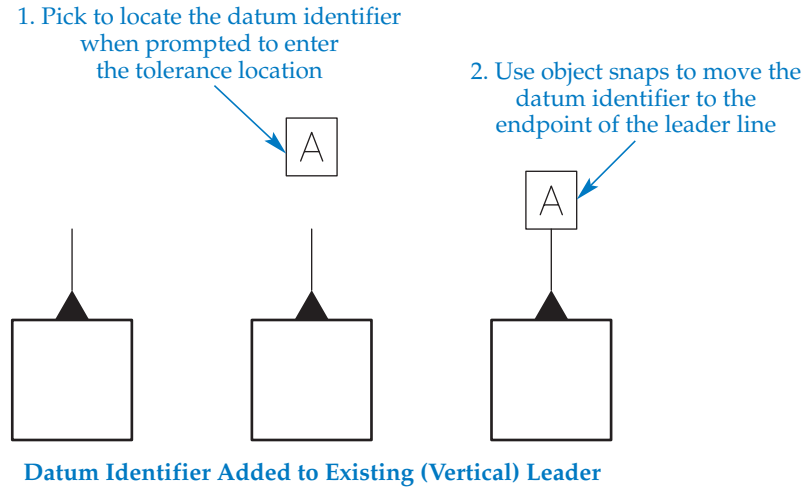 1. Pick to locate the datum identifier
when prompted to enter
the tolerance location
2. Use object snaps to move the
datum identifier to the
endpoint of the leader line
A
A
Datum Identifier Added to Existing (Vertical) Leader